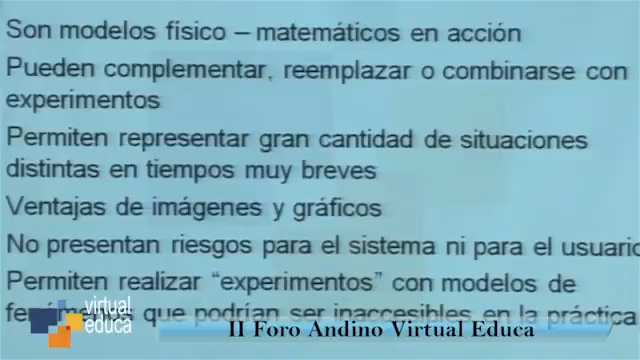 Son modelos físico – matemáticos en acción
Pueden complementar, reemplazar o combinarse con
experimentos
Permiten representar gran cantidad de situaciones
distintas en tiempos muy breves
Ventajas de imágenes y gráficos
No presentan riesgos para el sistema ni para el usuario
Permiten realizar “experimentos” con modelos de
que podrían ser inaccesibles en la práctica
virtual
educa
II Foro Andino Virtual Educa